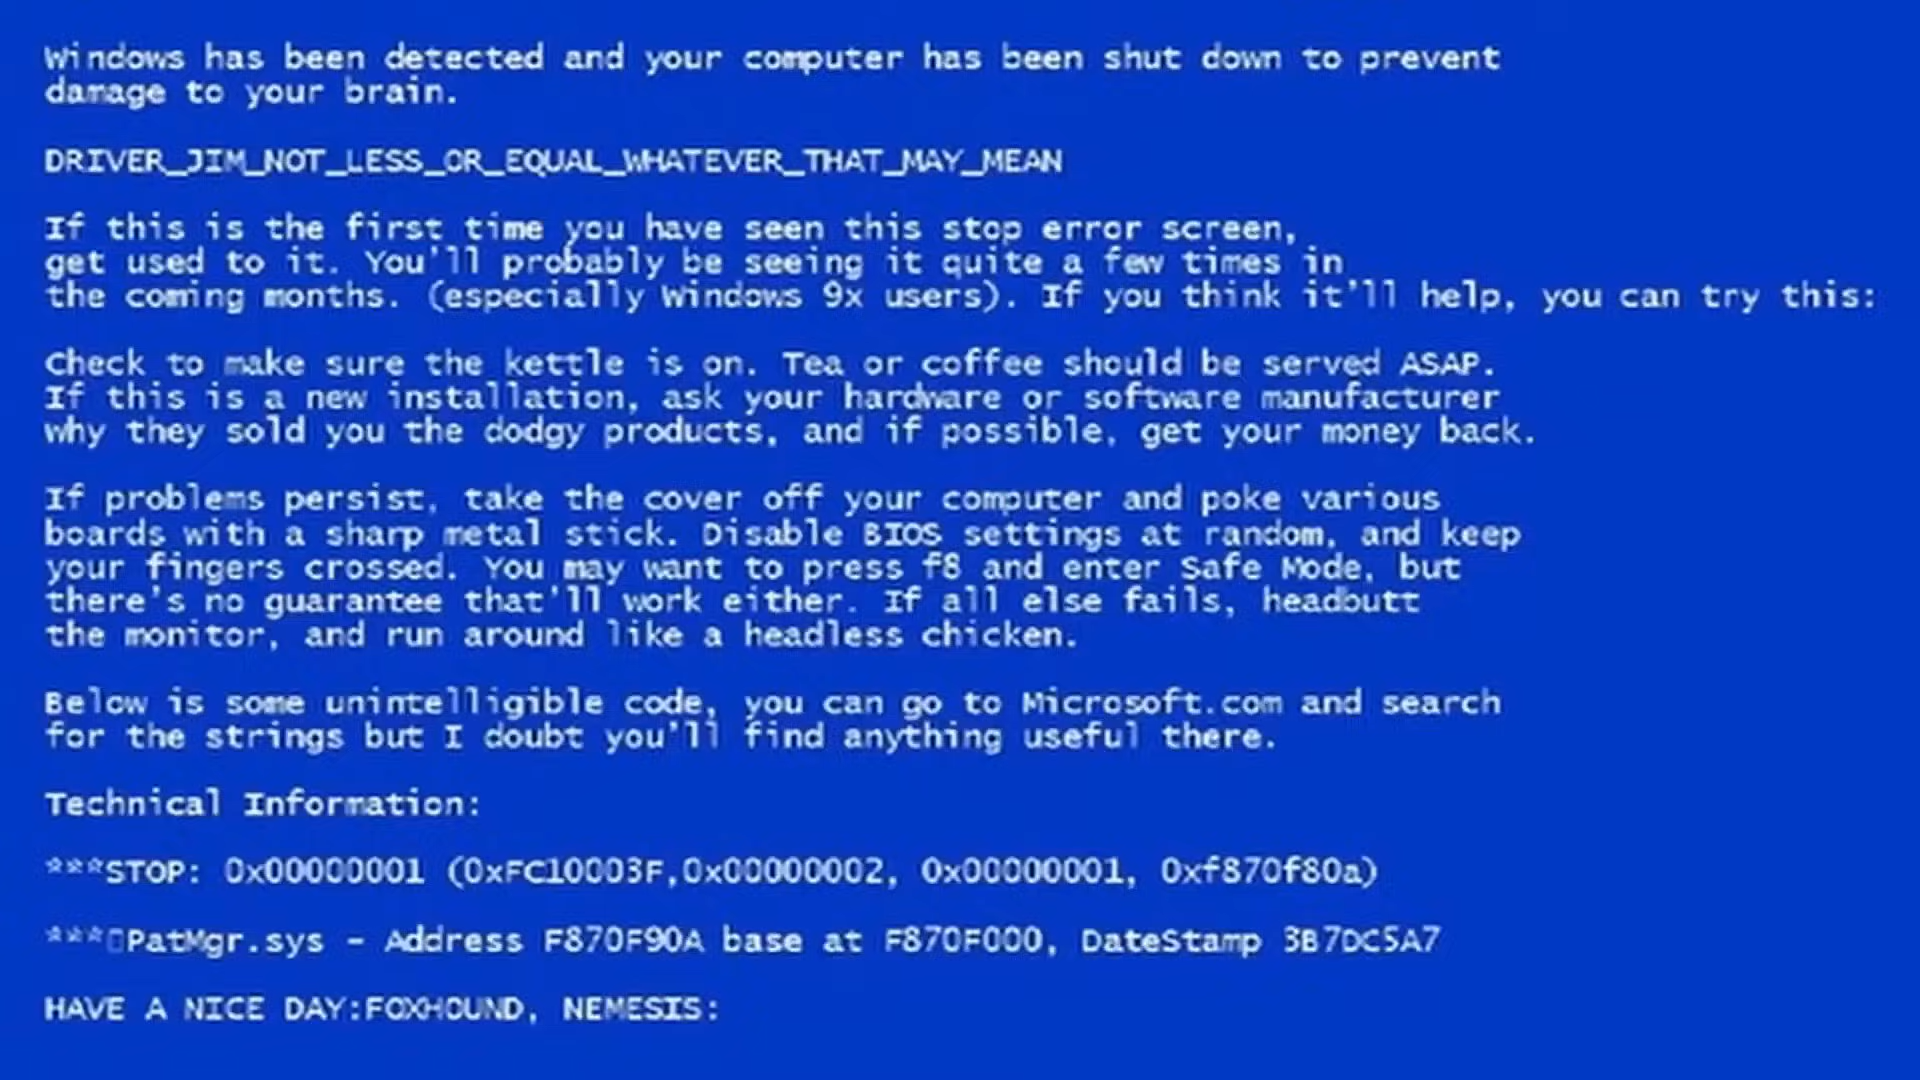 Windows has been detected and your computer has been shut down to prevent
damage to your brain.
DRIVER_JIM_NOT_LESS_OR_EQUAL_WHATEVER_THAT_MAY_MEAN
If this is the first time you have seen this stop error screen,
get used to it. You'll probably be seeing it quite a few times in
the coming months. (especially Windows 9x users). If you think it'll help, you can try this:
Check to make sure the kettle is on. Tea or coffee should be served ASAP.
If this is a new installation, ask your hardware or software manufacturer
why they sold you the dodgy products, and if possible, get your money back.
If problems persist, take the cover off your computer and poke various
boards with a sharp metal stick. Disable BIOS settings at random, and keep
your fingers crossed. You may want to press f8 and enter Safe Mode, but
there's no guarantee that'll work either. If all else fails, headbutt
the monitor, and run around like a headless chicken.
Below is some unintelligible code, you can go to Microsoft.com and search
for the strings but I doubt you'll find anything useful there.
Technical Information:
***STOP: 0x00000001 (0xFC10003F,0x00000002, 0x00000001, 0xf870f80a)
***▯PatMgr.sys – Address F870F90A base at F870F000, DateStamp 3B7DC5A7
HAVE A NICE DAY:FOXHOUND, NEMESIS: